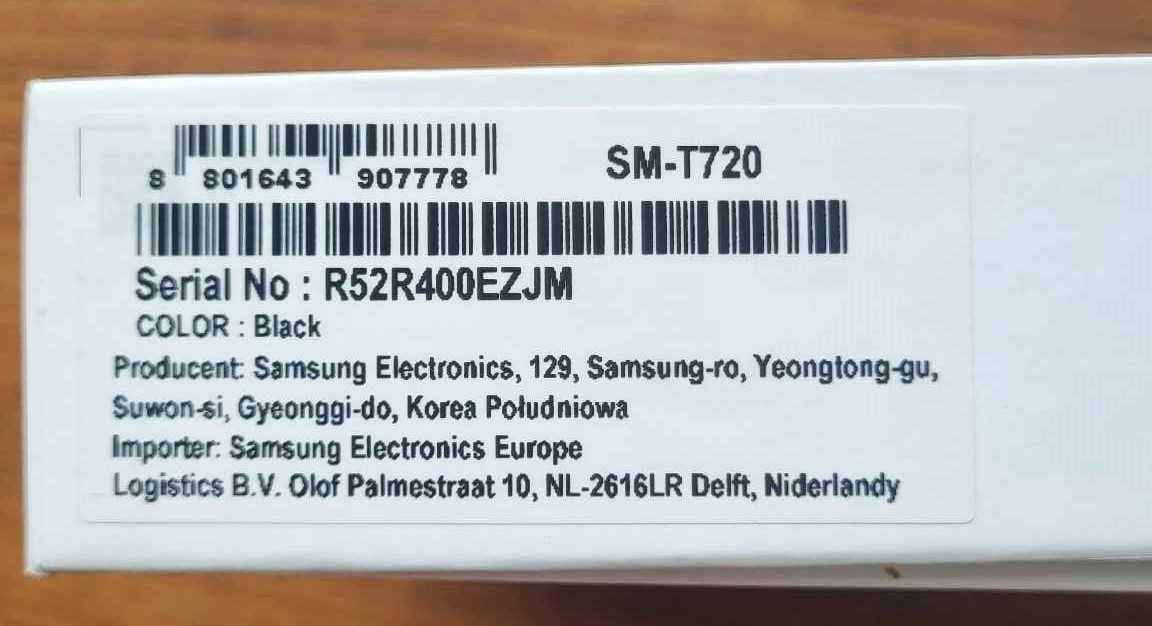 SM-T720
8 801643 907778
Serial No : R52R400EZJM
COLOR : Black
Producent: Samsung Electronics, 129, Samsung-ro, Yeongtong-gu,
Suwon-si, Gyeonggi-do, Korea Południowa
Importer: Samsung Electronics Europe
Logistics B.V. Olof Palmestraat 10, NL-2616LR Delft, Niderlandy